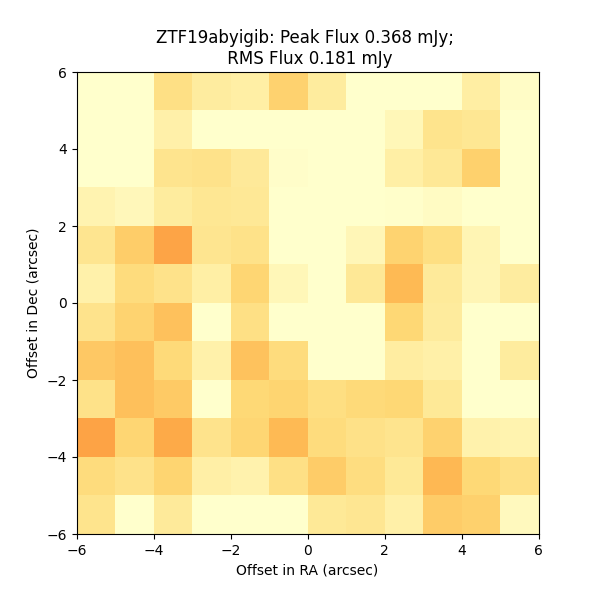 ZTF19abyigib: Peak Flux 0.368 mJy;
RMS Flux 0.181 mJy
6
4
2
0
−2
−4
−6
Offset in Dec (arcsec)
−6 −4 −2 0 2 4 6
Offset in RA (arcsec)